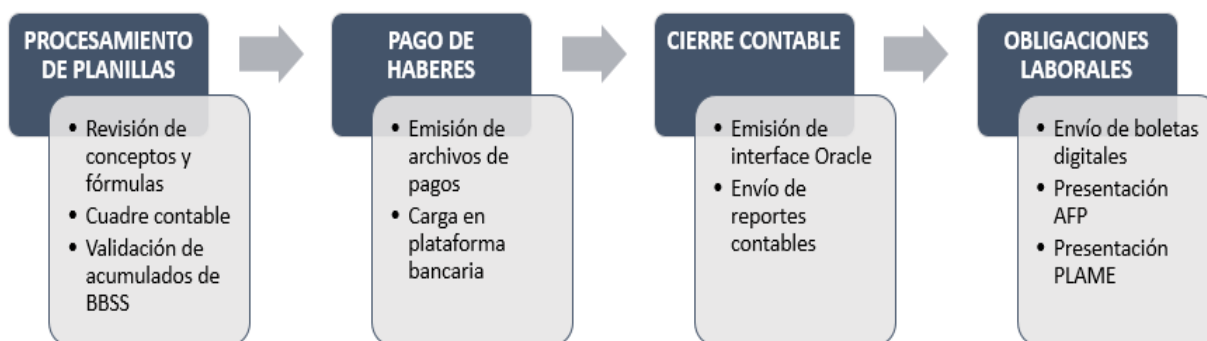 PROCESAMIENTO
DE PLANILLAS
• Revisión de
conceptos y
fórmulas
• Cuadre contable
• Validación de
acumulados de
BBSS
PAGO DE
HABERES
• Emisión de
archivos de
pagos
• Carga en
plataforma
bancaria
CIERRE CONTABLE
• Emisión de
interface Oracle
• Envío de
reportes
contables
OBLIGACIONES
LABORALES
• Envío de boletas
digitales
• Presentación
AFP
• Presentación
PLAME